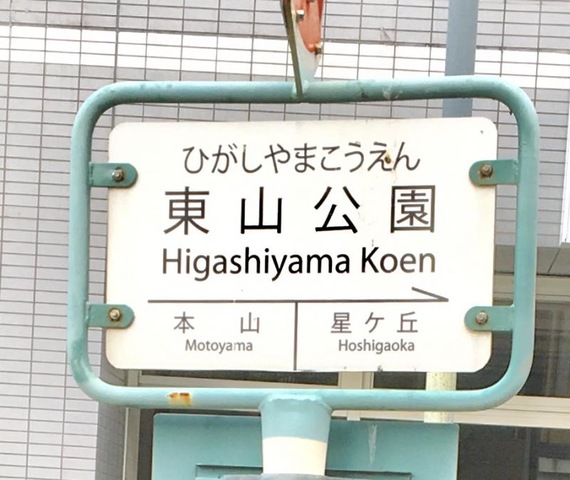 ひがしやまこうえん
東山公園
Higashiyama Koen
本山 星ケ丘
Motoyama Hoshigaoka